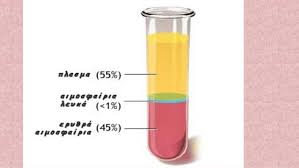 πλασμα (55%)
αιμοσφαίρια
λευκά (<1%)
ερυθρά (45%)
αιμοσφαίρια